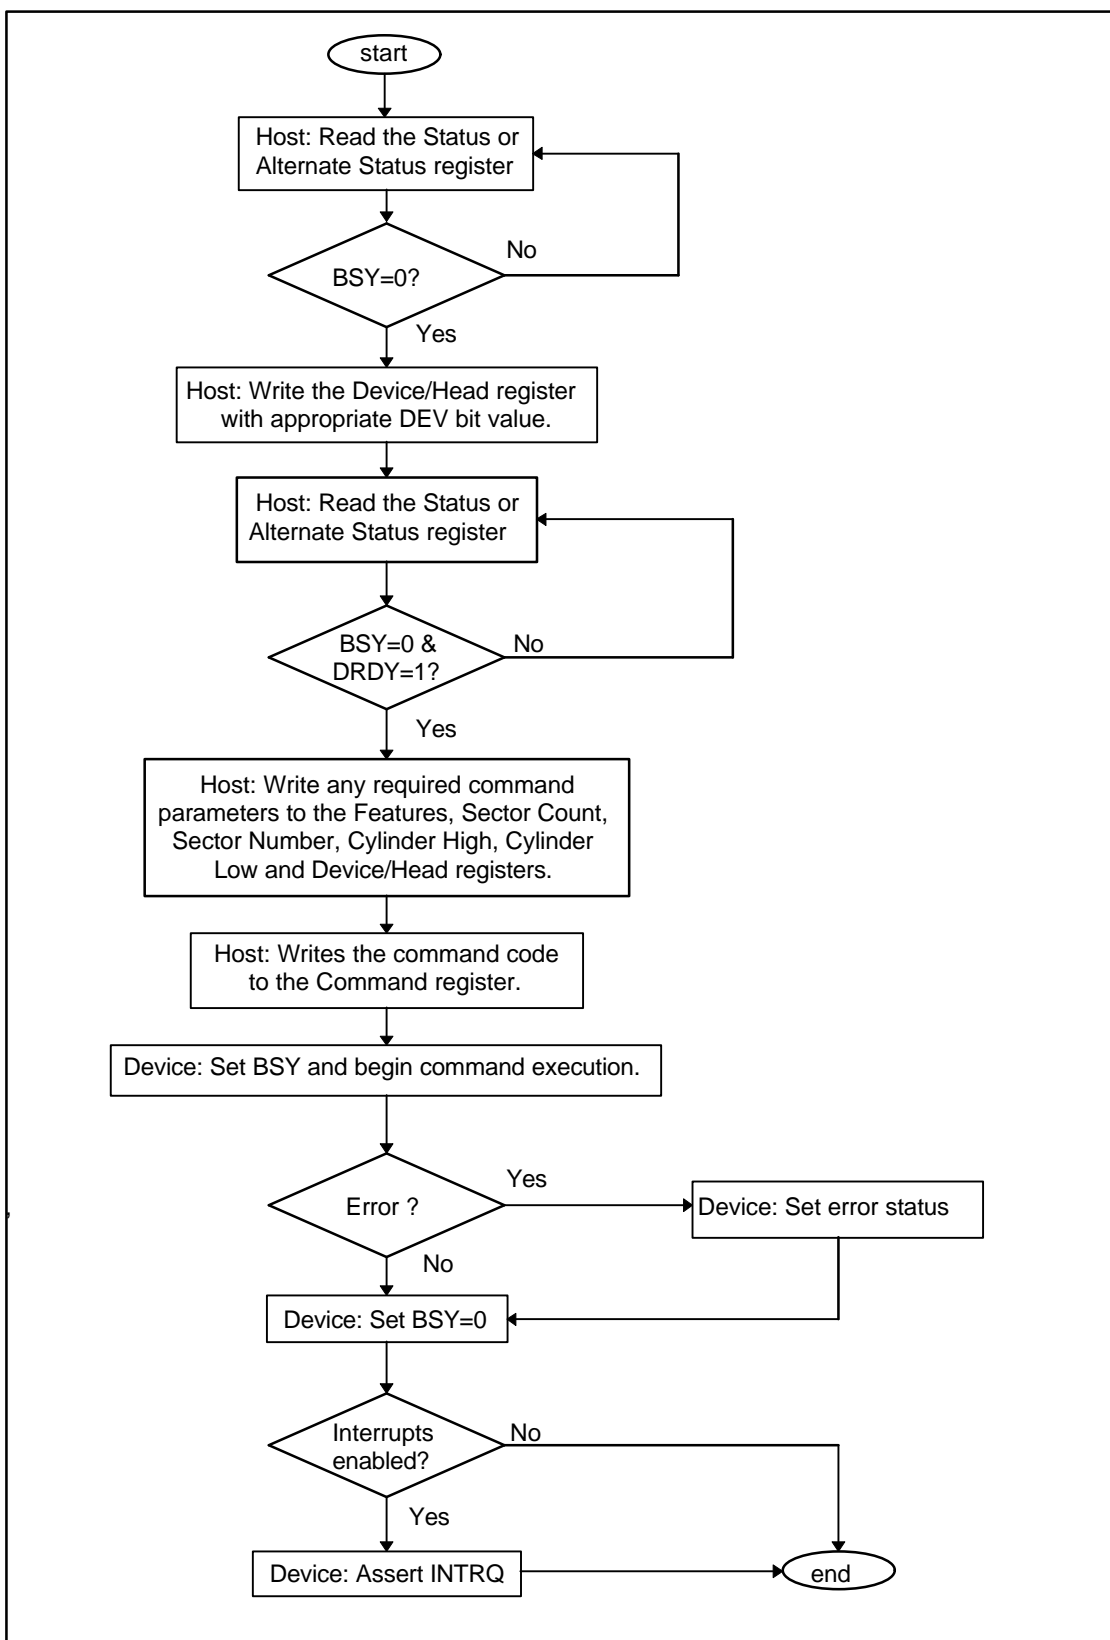 start
Host: Read the Status or
Alternate Status register
No
BSY=0?
Yes
Host: Write the Device/Head register
with appropriate DEV bit value.
Host: Read the Status or
Alternate Status register
BSY=0 &
DRDY=1?
No
Yes
Host: Write any required command
parameters to the Features, Sector Count,
Sector Number, Cylinder High, Cylinder
Low and Device/Head registers.
Host: Writes the command code
to the Command register.
Device: Set BSY and begin command execution.
Yes
Error ?
Device: Set error status
,
No
Device: Set BSY=0
Interrupts
enabled?
No
Yes
Device: Assert INTRQ
end